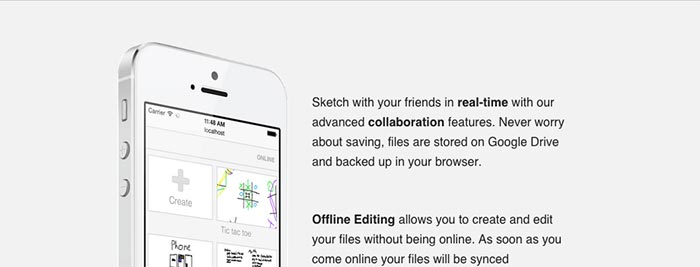 Sketch with your friends in real-time with our
advanced collaboration features. Never worry
about saving, files are stored on Google Drive
and backed up in your browser.
Offline Editing allows you to create and edit
your files without being online. As soon as you
come online your files will be synced
Carrier
11:48 AM
localhost
ONLINE
Create
Tic tac toe
Phone